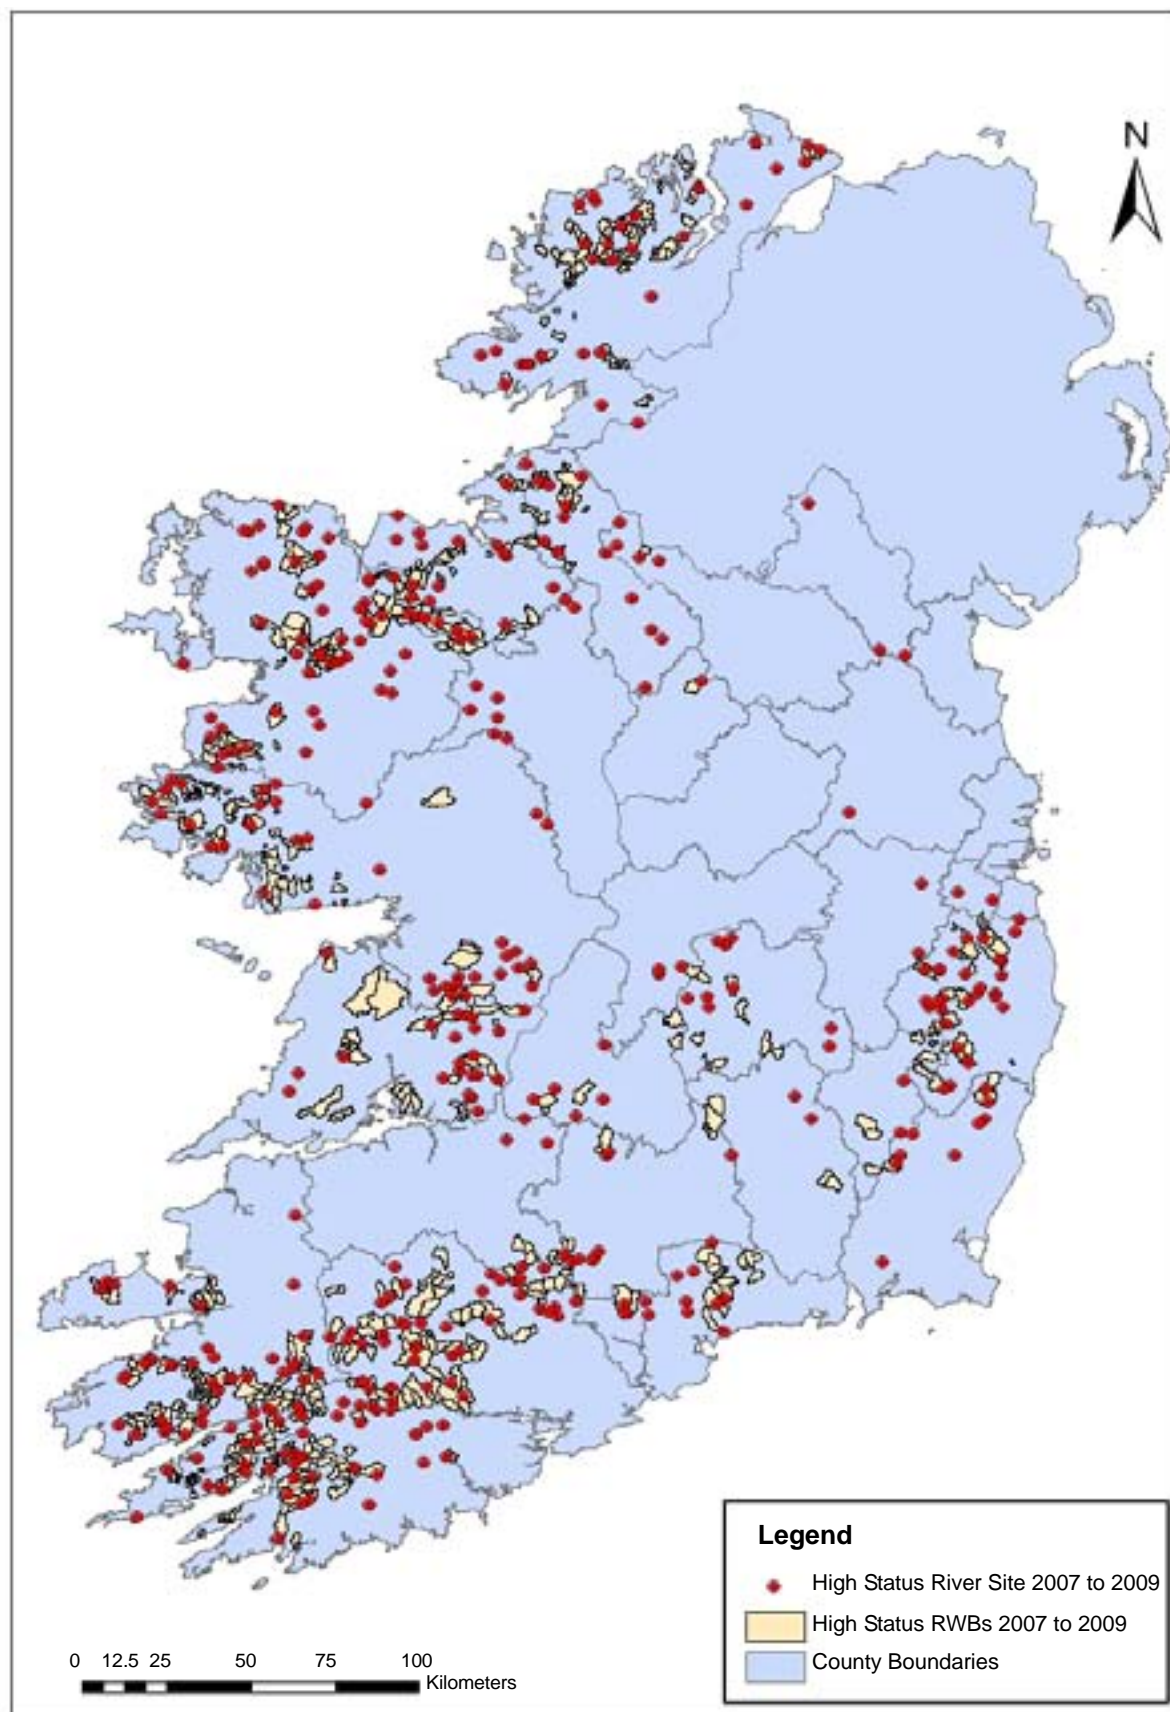 N
Legend
High Status River Site 2007 to 2009
High Status RWBs 2007 to 2009
County Boundaries
0 12.5 25 50 75 100
Kilometers